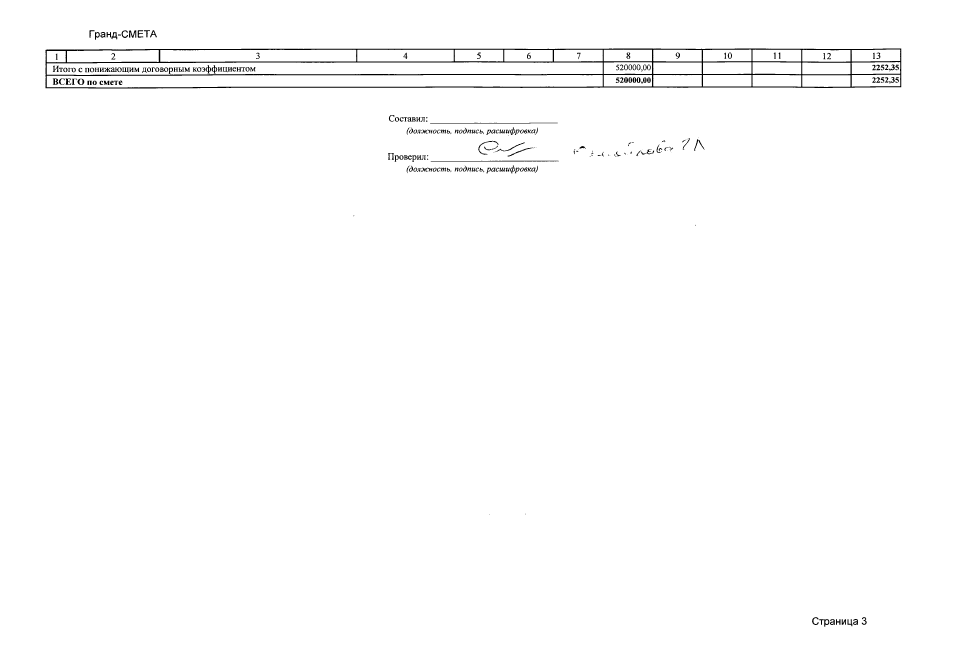 Гранд-СМЕТА
1 2 3 4 5 6 7 8 9 10 11 12 13
Итого с понижающим договорным коэффициентом 520000,00 2252,35
ВСЕГО по смете 520000,00 2252,35
Составил:
(должность, подпись, расшифровка)
Проверил:
(должность, подпись, расшифровка)
Страница 3